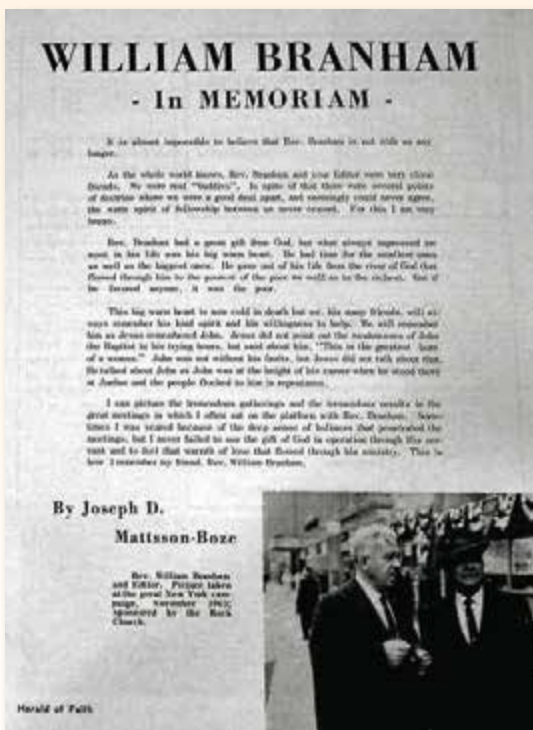 WILLIAM BRANHAM
- In MEMORIAM -
It is almost impossible to believe that Rev. Branham is not with us any
longer.
As the whole world knows, Rev. Branham and your Editor were very close
friends. We were real "buddies". In spite of that there were several points
of doctrine where we were a good deal apart, and seemingly could never agree,
the warm spirit of fellowship between us never ceased. For this I am very
happy.
Rev. Branham had a great gift from God, but what always impressed me
most in his life was his big warm heart. He had time for the smallest ones
as well as the biggest ones. He gave out of his life from the river of God that
flowed through him to the poorest of the poor as well as to the richest. But if
he favored anyone, it was the poor.
This big warm heart is now cold in death but we, his many friends, will al-
ways remember his kind spirit and his willingness to help. We will remember
him as Jesus remembered John. Jesus did not point out the weaknesses of John
the Baptist in his trying hours, but said about him, "This is the greatest born
of a woman." John was not without his faults, but Jesus did not talk about that.
He talked about John as John was at the height of his career when he stood there
at Jordan and the people flocked to him in repentance.
I can picture the tremendous gatherings and the tremendous results in the
great meetings in which I often sat on the platform with Rev. Branham. Some-
times I was scared because of the deep sense of holiness that penetrated the
meetings, but I never failed to see the gift of God in operation through His ser-
vant and to feel that warmth of love that flowed through his ministry. This is
how I remember my friend, Rev. William Branham.
By Joseph D.
Mattsson-Boze
Rev. William Branham
and Editor. Picture taken
at the great New York cam-
paign, November 1963;
sponsored by the Rock
Church.
Herald of Faith